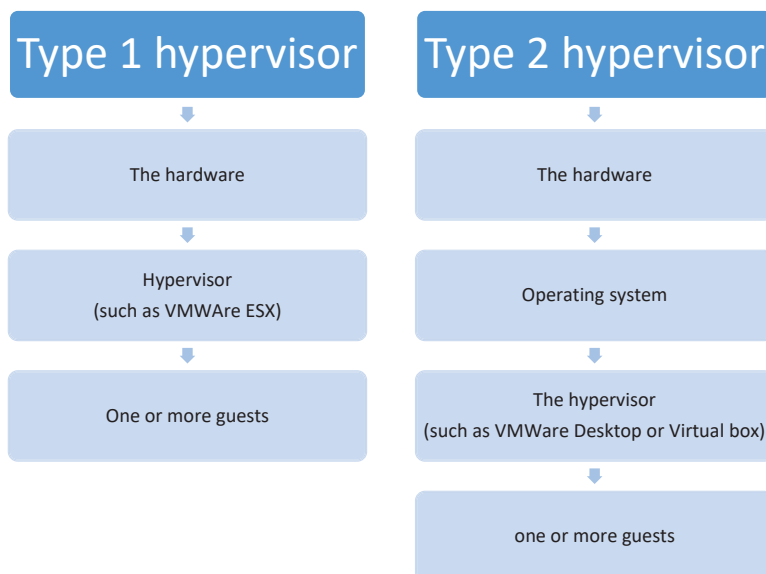 Type 1 hypervisor
The hardware
Hypervisor
(such as VMWAre ESX)
One or more guests
Type 2 hypervisor
The hardware
Operating system
The hypervisor
(such as VMWare Desktop or Virtual box)
one or more guests